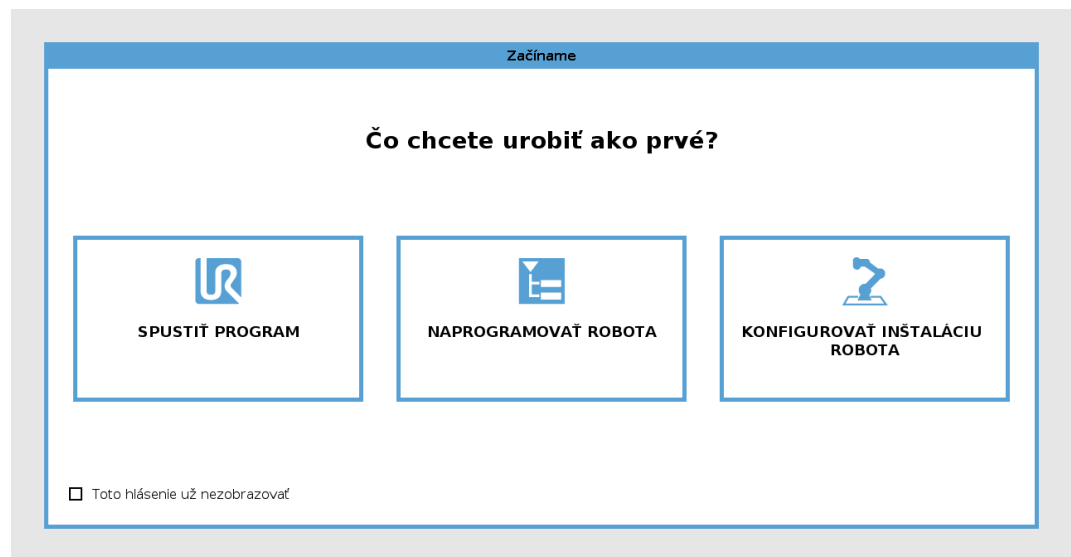 Začíname
Čo chcete urobiť ako prvé?
SPUSTIŤ PROGRAM
NAPROGRAMOVAŤ ROBOTA
KONFIGUROVAŤ INŠTALÁCIU
ROBOTA
Toto hlásenie už nezobrazovať